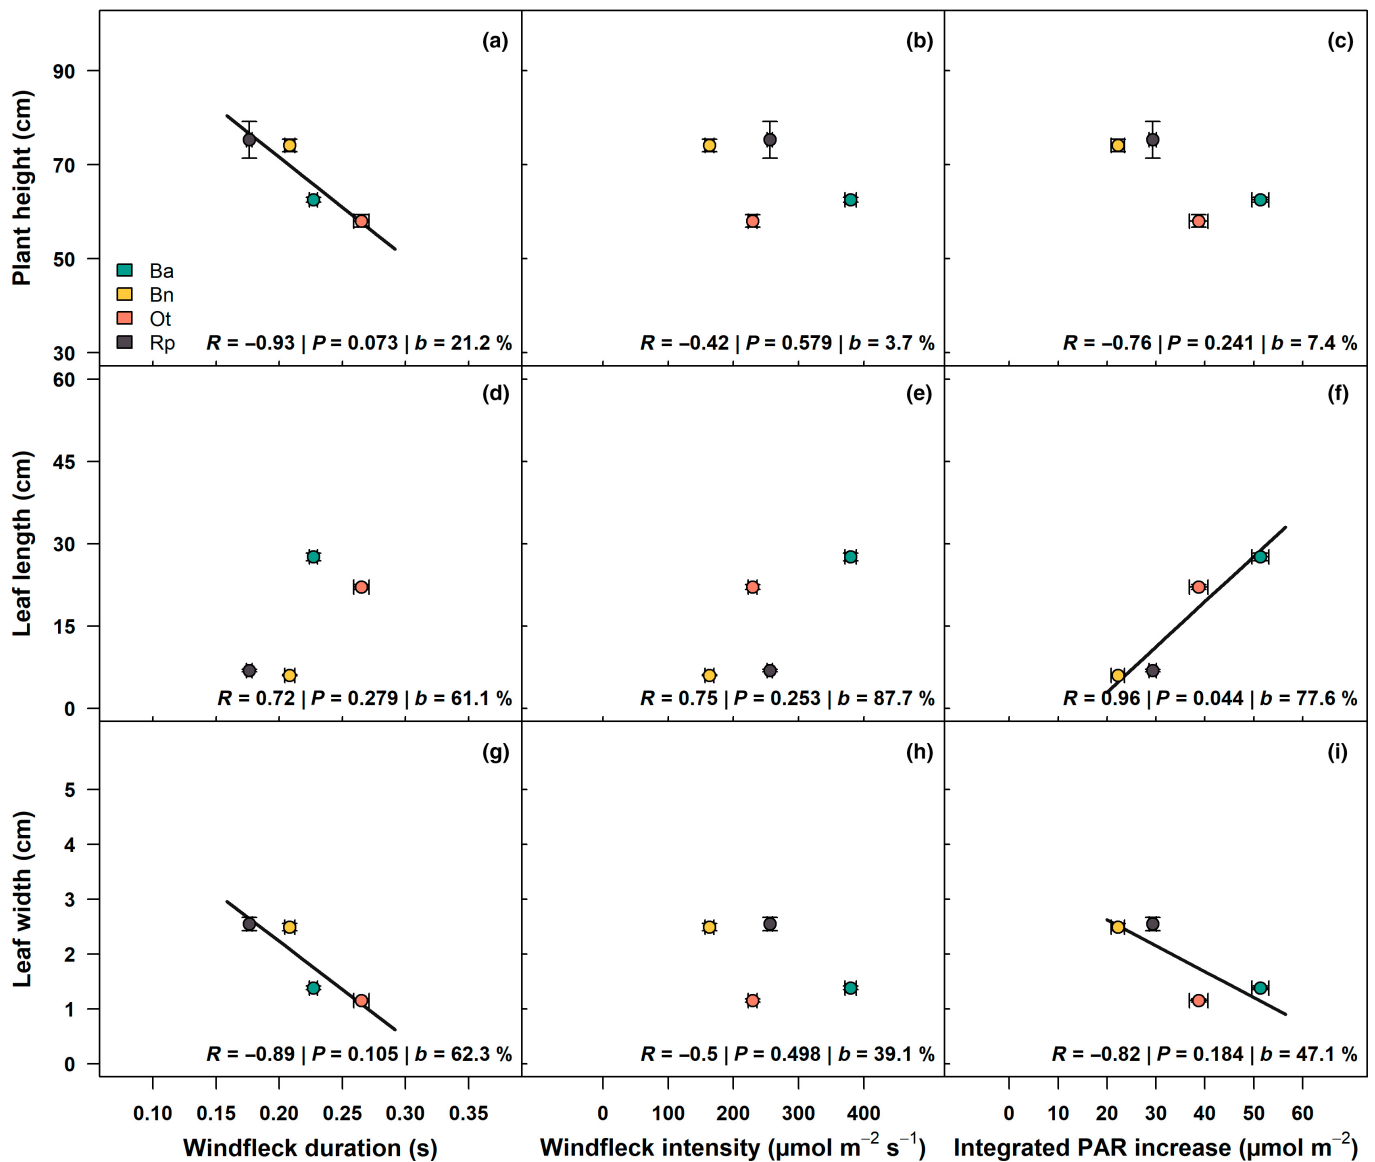 (a)
(b)
(c)
Plant height (cm)
90
70
50
30
Ba
Bn
Ot
Rp
R = −0.93 | P = 0.073 | b = 21.2 %
R = −0.42 | P = 0.579 | b = 3.7 %
R = −0.76 | P = 0.241 | b = 7.4 %
(d)
(e)
(f)
Leaf length (cm)
60
45
30
15
0
R = 0.72 | P = 0.279 | b = 61.1 %
R = 0.75 | P = 0.253 | b = 87.7 %
R = 0.96 | P = 0.044 | b = 77.6 %
(g)
(h)
(i)
Leaf width (cm)
5
4
3
2
1
0
R = −0.89 | P = 0.105 | b = 62.3 %
R = −0.5 | P = 0.498 | b = 39.1 %
R = −0.82 | P = 0.184 | b = 47.1 %
0.10 0.15 0.20 0.25 0.30 0.35
0 100 200 300 400
0 10 20 30 40 50 60
Windfleck duration (s)
Windfleck intensity (μmol m⁻² s⁻¹)
Integrated PAR increase (μmol m⁻²)